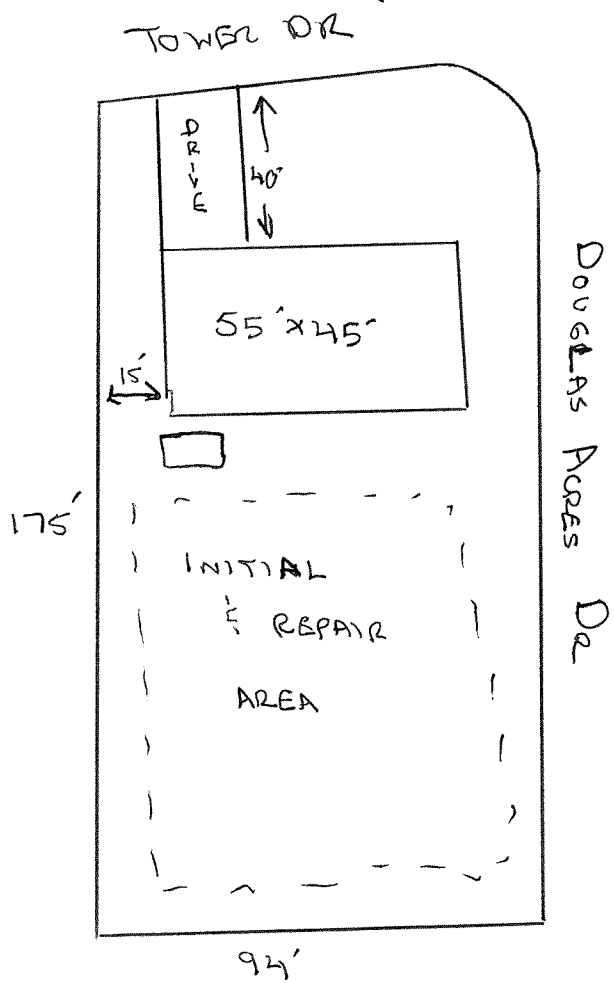 TOWER DR
DRIVE
40'
55'x45'
15'
DOUGLAS ACRES DR
175'
INITIAL
& REPAIR
AREA
94'